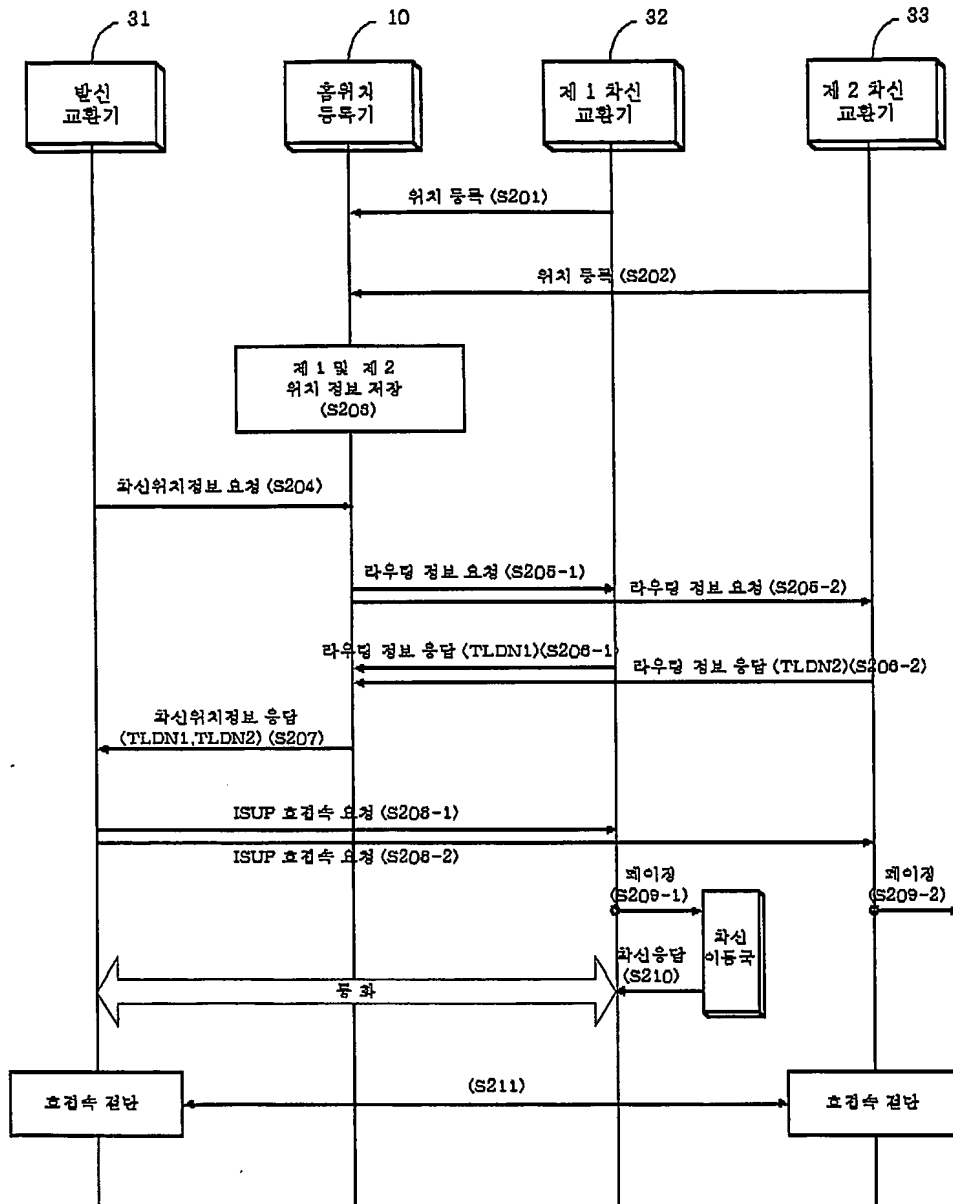 31
10
32
33
발신
교환기
홈위치
등록기
제 1 착신
교환기
제 2 착신
교환기
위치 등록 (S201)
위치 등록 (S202)
제 1 및 제 2
위치 정보 저장
(S203)
착신위치정보 요청 (S204)
라우팅 정보 요청 (S205-1)
라우팅 정보 요청 (S205-2)
라우팅 정보 응답 (TLDN1)(S206-1)
라우팅 정보 응답 (TLDN2)(S206-2)
착신위치정보 응답
(TLDN1,TLDN2) (S207)
ISUP 호접속 요청 (S208-1)
ISUP 호접속 요청 (S208-2)
페이징
(S209-1)
페이징
(S209-2)
착신
이동국
착신응답
(S210)
통 화
호접속 절단
(S211)
호접속 절단